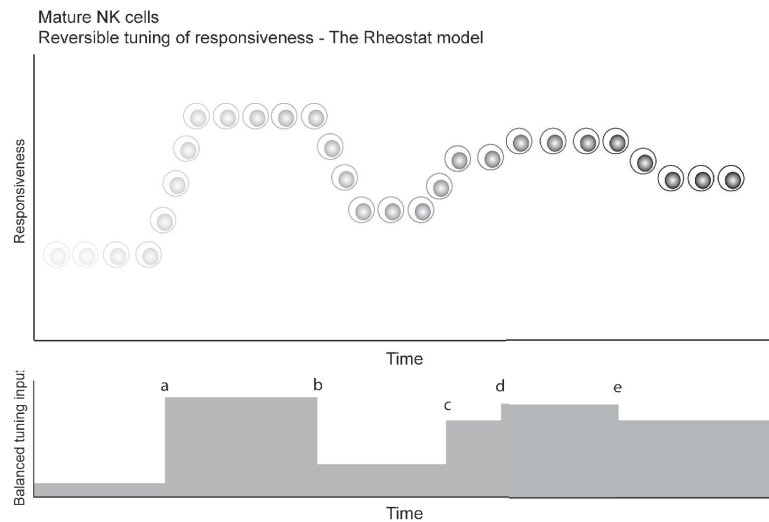 Mature NK cells
Reversible tuning of responsiveness - The Rheostat model
Responsiveness
Time
Balanced tuning input
a
b
c
d
e
Time